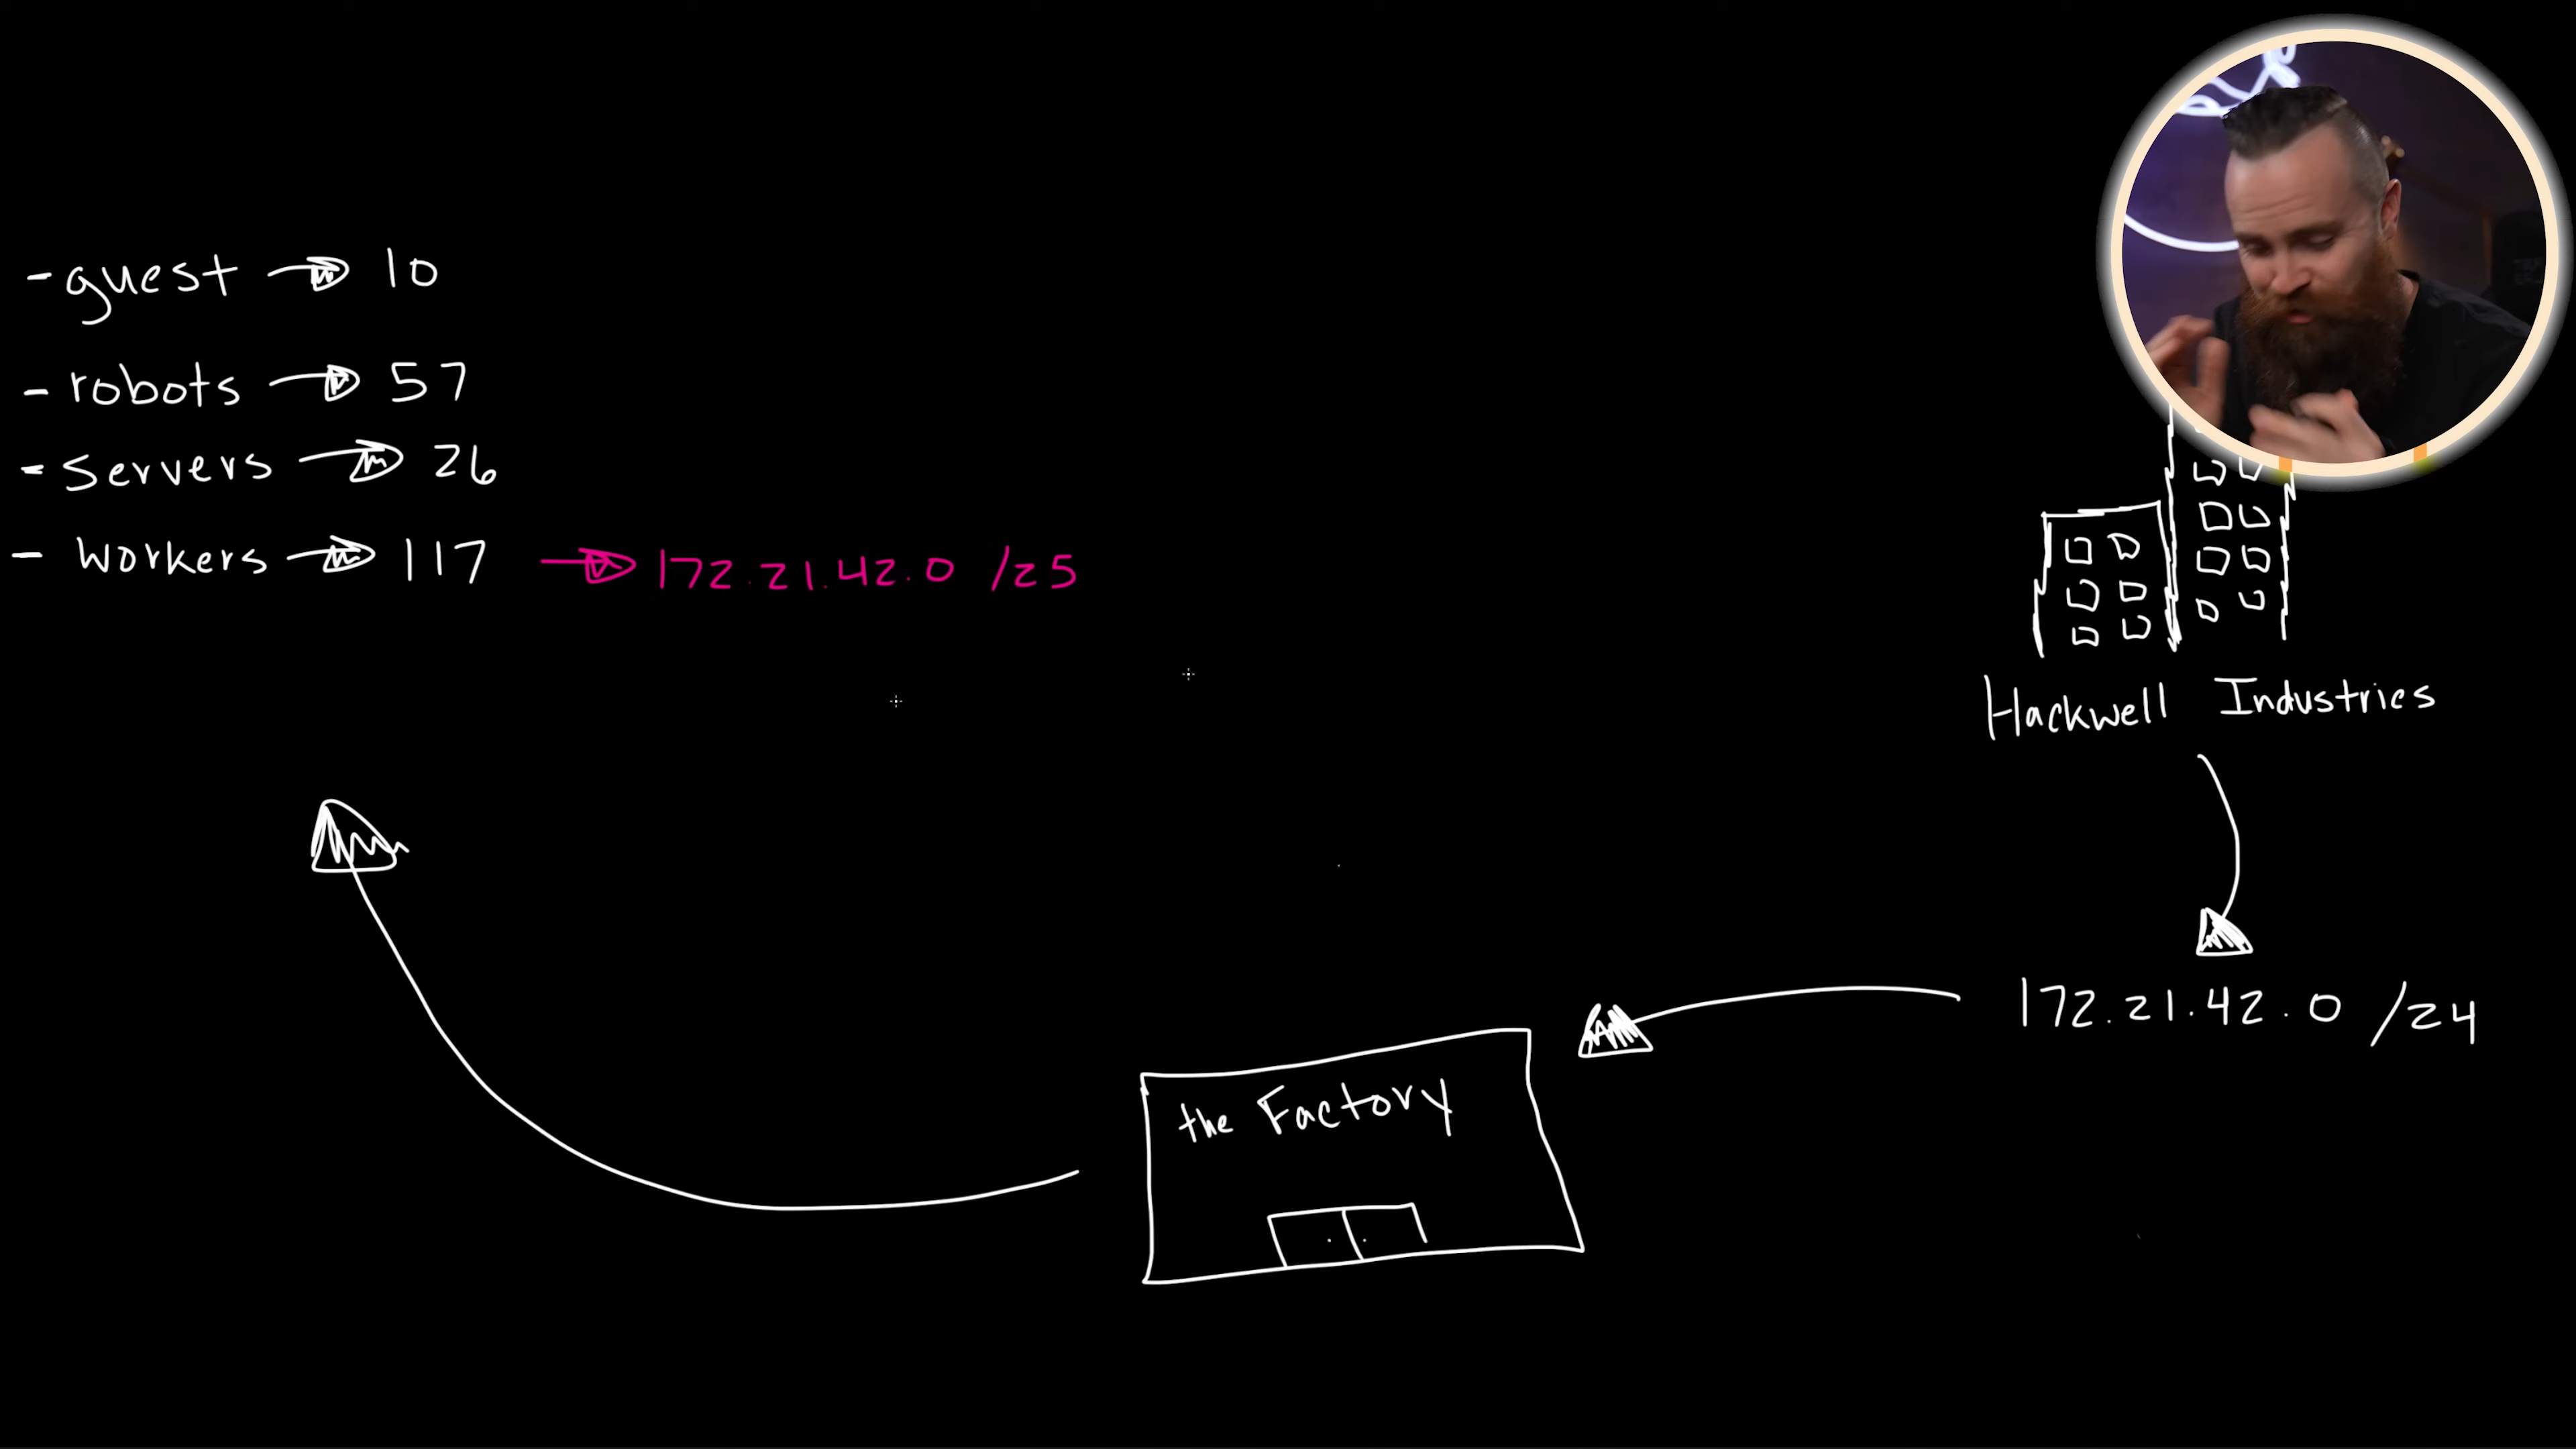 - guest → 10
- robots → 57
- Servers → 26
- workers → 117 → 172.21.42.0 /25
Hackwell Industries
172.21.42.0 /24
the Factory